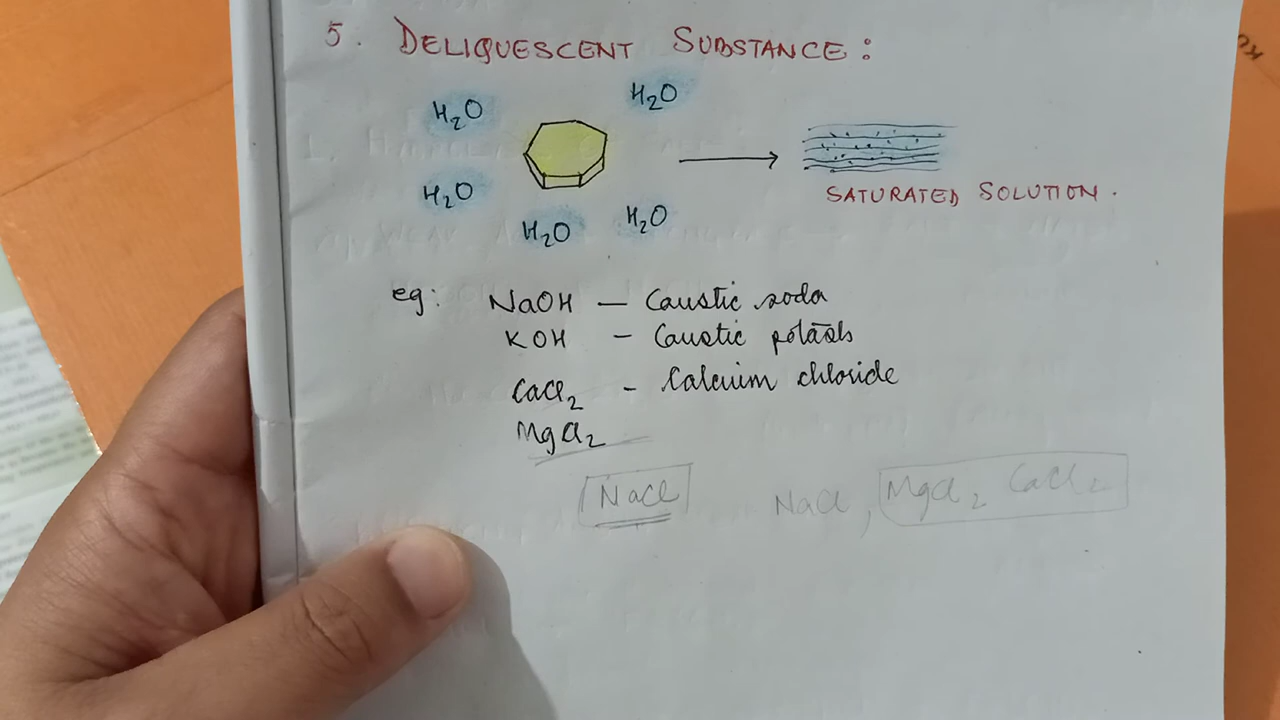 5. DELIQUESCENT SUBSTANCE:
H₂O H₂O
H₂O H₂O
H₂O
SATURATED SOLUTION.
eg: NaOH — Caustic soda
KOH – Caustic potash
CaCl₂ – Calcium chloride
MgCl₂
NaCl NaCl, MgCl₂ CaCl₂